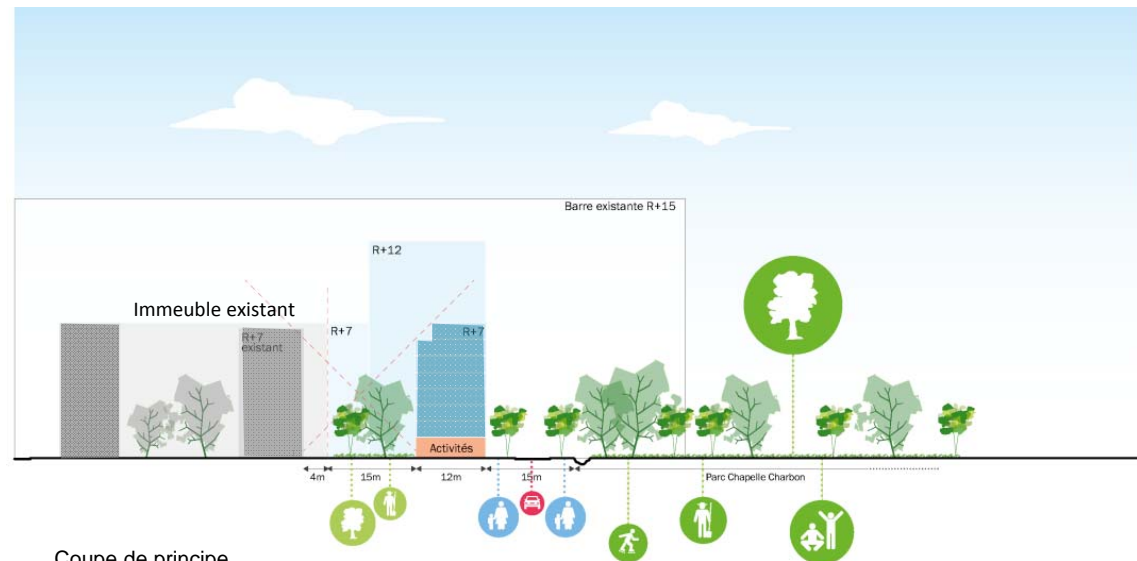 Barre existante R+15
R+12
Immeuble existant
R+7
existant
R+7
R+7
Activités
4m
15m
12m
15m
Parc Chapelle Charbon
Coupe de principe